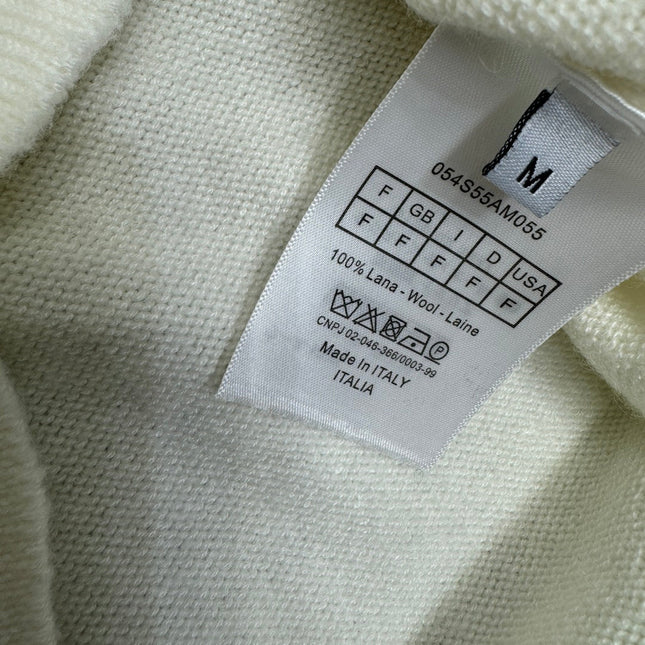 M
054S55AM055
F GB I D USA
F F F F F
100% Lana - Wool - Laine
P
CNPJ 02-046-366/0003-99
Made In ITALY
ITALIA